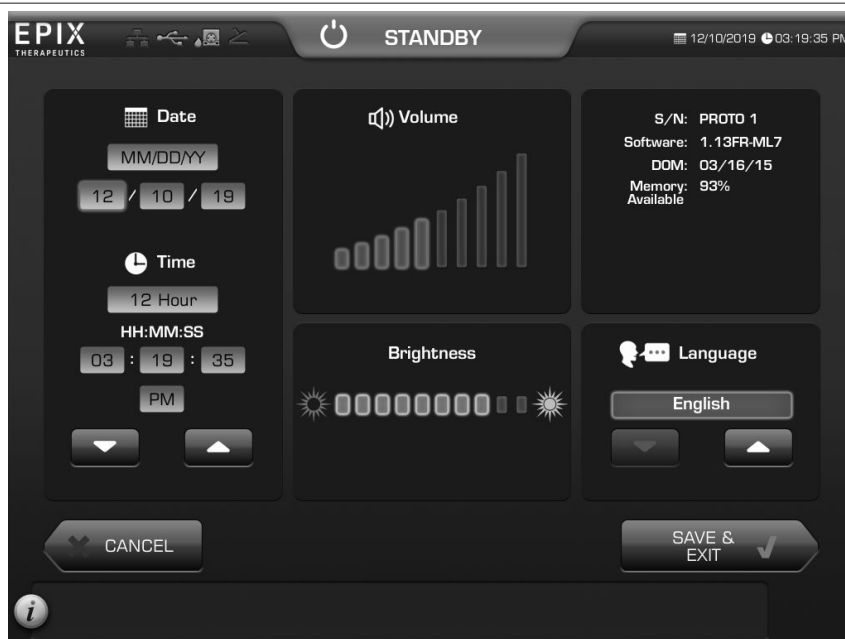 EPIX
THERAPEUTICS
STANDBY
12/10/2019 03:19:35 PM
Date
MM/DD/YY
12 / 10 / 19
Time
12 Hour
HH:MM:SS
03 : 19 : 35
PM
Volume
Brightness
S/N: PROTO 1
Software: 1.13FR-ML7
DOM: 03/16/15
Memory: 93%
Available
Language
English
CANCEL
SAVE &
EXIT
i